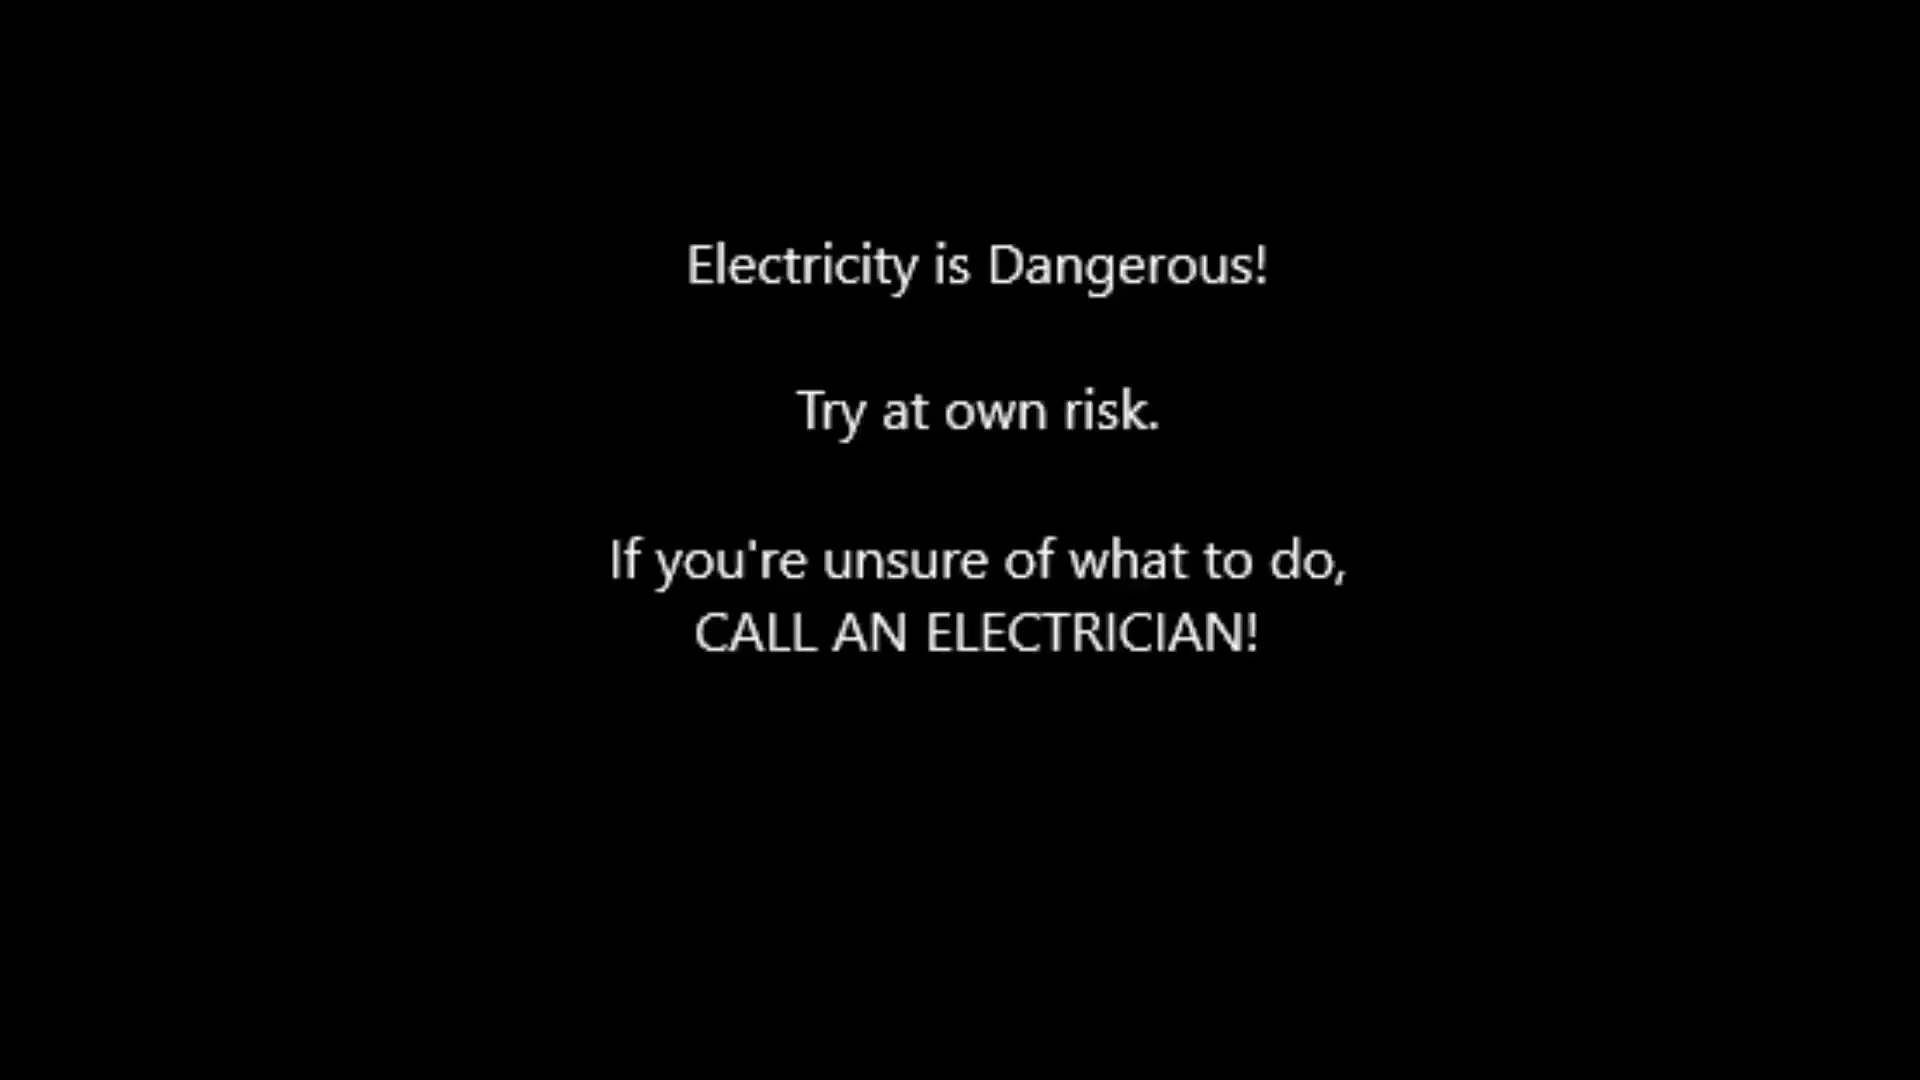 Electricity is Dangerous!
Try at own risk.
If you're unsure of what to do,
CALL AN ELECTRICIAN!